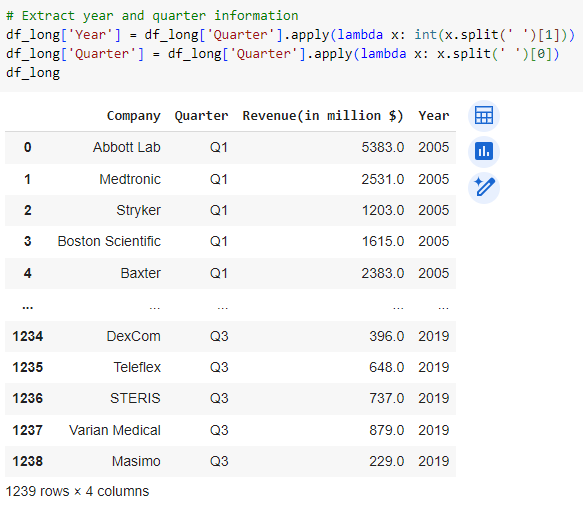 # Extract year and quarter information
df_long['Year'] = df_long['Quarter'].apply(lambda x: int(x.split(' ')[1]))
df_long['Quarter'] = df_long['Quarter'].apply(lambda x: x.split(' ')[0])
df_long
Company Quarter Revenue(in million $) Year
0 Abbott Lab Q1 5383.0 2005
1 Medtronic Q1 2531.0 2005
2 Stryker Q1 1203.0 2005
3 Boston Scientific Q1 1615.0 2005
4 Baxter Q1 2383.0 2005
... ... ... ... ...
1234 DexCom Q3 396.0 2019
1235 Teleflex Q3 648.0 2019
1236 STERIS Q3 737.0 2019
1237 Varian Medical Q3 879.0 2019
1238 Masimo Q3 229.0 2019
1239 rows × 4 columns